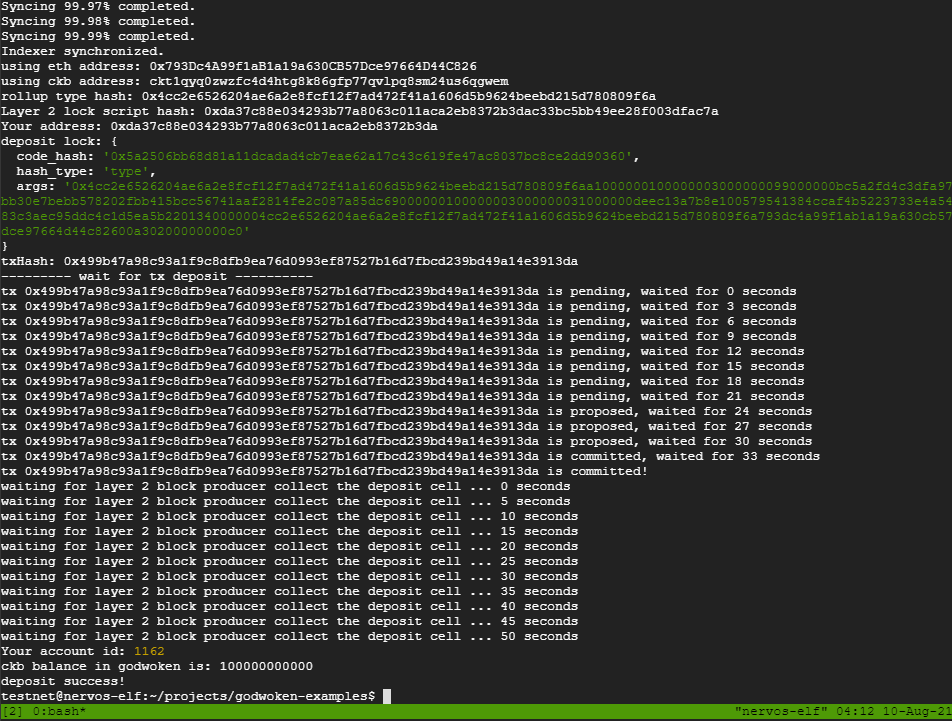 Syncing 99.97% completed.
Syncing 99.98% completed.
Syncing 99.99% completed.
Indexer synchronized.
using eth address: 0x793Dc4A99f1aB1a19a630CB57Dce97664D44C826
using ckb address: ckt1qyq0zwzfc4d4htg8k86gfp77qvlpq8sm24us6qgwem
rollup type hash: 0x4cc2e6526204ae6a2e8fcf12f7ad472f41a1606d5b9624beebd215d780809f6a
Layer 2 lock script hash: 0xda37c88e034293b77a8063c011aca2eb8372b3dac33bc5bb49ee28f003dfac7a
Your address: 0xda37c88e034293b77a8063c011aca2eb8372b3da
deposit lock: {
  code_hash: '0x5a2506bb68d81a11dcadad4cb7eae62a17c43c619fe47ac8037bc8ce2dd90360',
  hash_type: 'type',
  args: '0x4cc2e6526204ae6a2e8fcf12f7ad472f41a1606d5b9624beebd215d780809f6aa10000001000000030000000099000000bc5a2fd4c3dfa97
bb30e7bebb578202fbb415bcc56741aaf2814fe2c087a85dc69000000010000000300000000031000000deec13a7b8e100579541384ccaf4b5223733e4a54
83c3aec95ddc4c1d5ea5b2201340000004cc2e6526204ae6a2e8fcf12f7ad472f41a1606d5b9624beebd215d780809f6a793dc4a99f1ab1a19a630cb57
dce97664d44c82600a30200000000c0'
}
txHash: 0x499b47a98c93a1f9c8dfb9ea76d0993ef87527b16d7fbcd239bd49a14e3913da
--------- wait for tx deposit ----------
tx 0x499b47a98c93a1f9c8dfb9ea76d0993ef87527b16d7fbcd239bd49a14e3913da is pending, waited for 0 seconds
tx 0x499b47a98c93a1f9c8dfb9ea76d0993ef87527b16d7fbcd239bd49a14e3913da is pending, waited for 3 seconds
tx 0x499b47a98c93a1f9c8dfb9ea76d0993ef87527b16d7fbcd239bd49a14e3913da is pending, waited for 6 seconds
tx 0x499b47a98c93a1f9c8dfb9ea76d0993ef87527b16d7fbcd239bd49a14e3913da is pending, waited for 9 seconds
tx 0x499b47a98c93a1f9c8dfb9ea76d0993ef87527b16d7fbcd239bd49a14e3913da is pending, waited for 12 seconds
tx 0x499b47a98c93a1f9c8dfb9ea76d0993ef87527b16d7fbcd239bd49a14e3913da is pending, waited for 15 seconds
tx 0x499b47a98c93a1f9c8dfb9ea76d0993ef87527b16d7fbcd239bd49a14e3913da is pending, waited for 18 seconds
tx 0x499b47a98c93a1f9c8dfb9ea76d0993ef87527b16d7fbcd239bd49a14e3913da is pending, waited for 21 seconds
tx 0x499b47a98c93a1f9c8dfb9ea76d0993ef87527b16d7fbcd239bd49a14e3913da is proposed, waited for 24 seconds
tx 0x499b47a98c93a1f9c8dfb9ea76d0993ef87527b16d7fbcd239bd49a14e3913da is proposed, waited for 27 seconds
tx 0x499b47a98c93a1f9c8dfb9ea76d0993ef87527b16d7fbcd239bd49a14e3913da is proposed, waited for 30 seconds
tx 0x499b47a98c93a1f9c8dfb9ea76d0993ef87527b16d7fbcd239bd49a14e3913da is committed, waited for 33 seconds
tx 0x499b47a98c93a1f9c8dfb9ea76d0993ef87527b16d7fbcd239bd49a14e3913da is committed!
waiting for layer 2 block producer collect the deposit cell ... 0 seconds
waiting for layer 2 block producer collect the deposit cell ... 5 seconds
waiting for layer 2 block producer collect the deposit cell ... 10 seconds
waiting for layer 2 block producer collect the deposit cell ... 15 seconds
waiting for layer 2 block producer collect the deposit cell ... 20 seconds
waiting for layer 2 block producer collect the deposit cell ... 25 seconds
waiting for layer 2 block producer collect the deposit cell ... 30 seconds
waiting for layer 2 block producer collect the deposit cell ... 35 seconds
waiting for layer 2 block producer collect the deposit cell ... 40 seconds
waiting for layer 2 block producer collect the deposit cell ... 45 seconds
waiting for layer 2 block producer collect the deposit cell ... 50 seconds
Your account id: 1162
ckb balance in godwoken is: 100000000000
deposit success!
testnet@nervos-elf:~/projects/godwoken-examples$
[2] 0:bash* "nervos-elf" 04:12 10-Aug-21